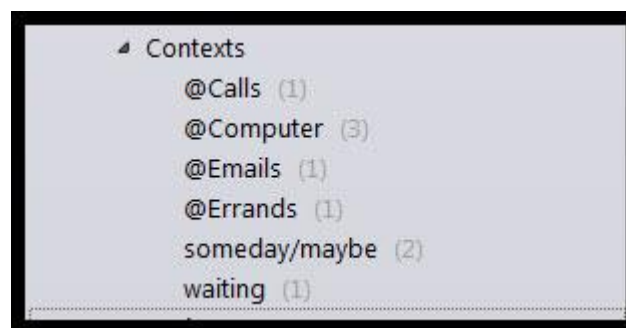 Contexts
@Calls (1)
@Computer (3)
@Emails (1)
@Errands (1)
someday/maybe (2)
waiting (1)